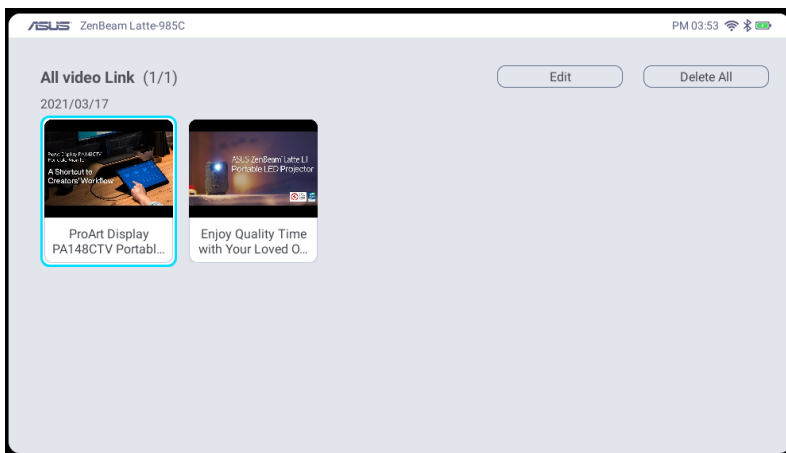 ASUS ZenBeam Latte-985C PM 03:53
All video Link (1/1) Edit Delete All
2021/03/17
A Shortcut to
Creators' Workflow
ASUS ZenBeam Latte L1
Portable LED Projector
ProArt Display
PA148CTV Portabl...
Enjoy Quality Time
with Your Loved O...